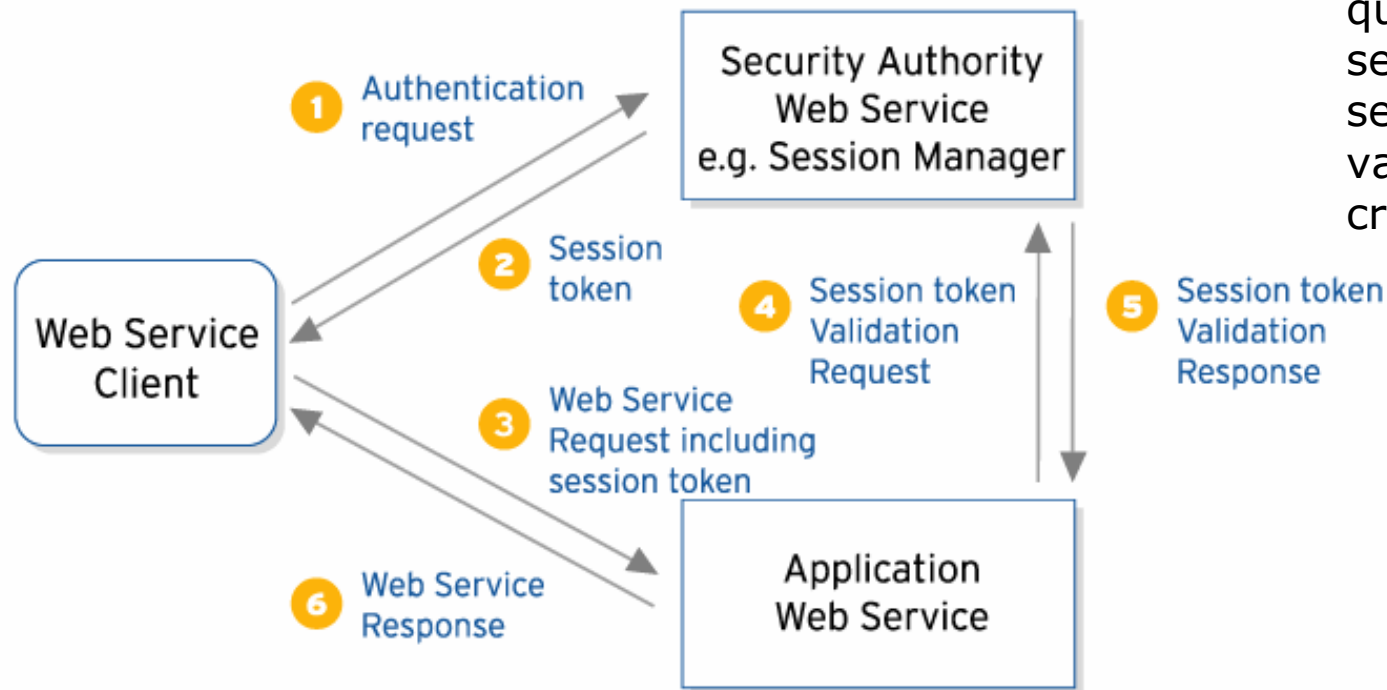 1
Authentication
request
Security Authority
Web Service
e.g. Session Manager
2
Session
token
Web Service
Client
4
Session token
Validation
Request
5
Session token
Validation
Response
3
Web Service
Request including
session token
6
Web Service
Response
Application
Web Service